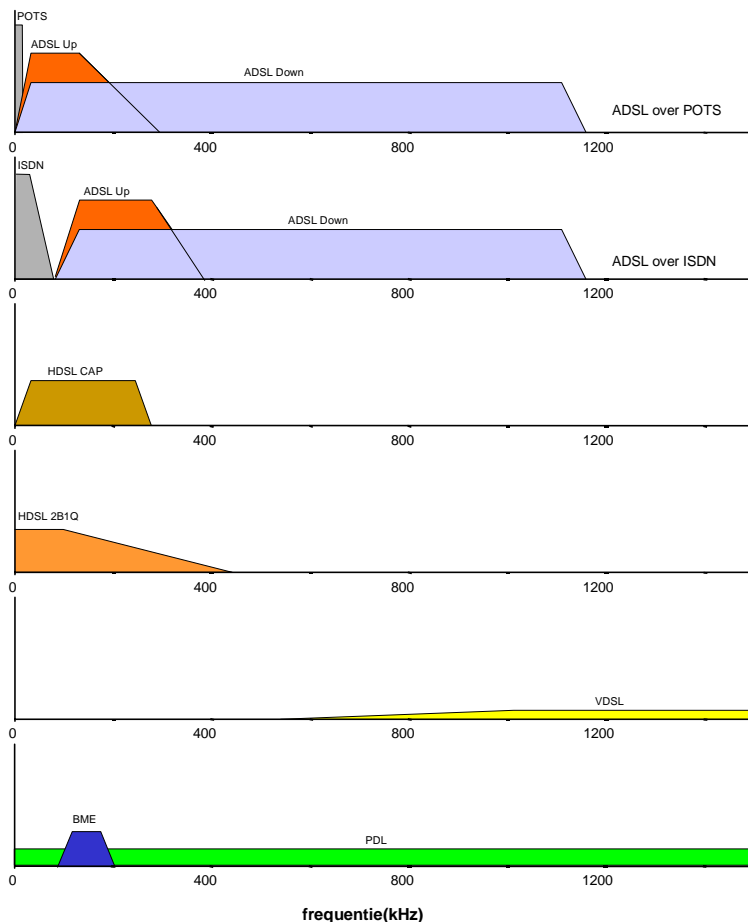 POTS
ADSL Up
ADSL Down
ADSL over POTS
0 400 800 1200
ISDN
ADSL Up
ADSL Down
ADSL over ISDN
0 400 800 1200
HDSL CAP
0 400 800 1200
HDSL 2B1Q
0 400 800 1200
VDSL
0 400 800 1200
BME
PDL
0 400 800 1200
frequentie(kHz)